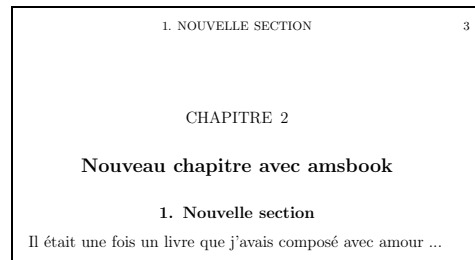 1. NOUVELLE SECTION 3
CHAPITRE 2
Nouveau chapitre avec amsbook
1. Nouvelle section
Il était une fois un livre que j'avais composé avec amour ...